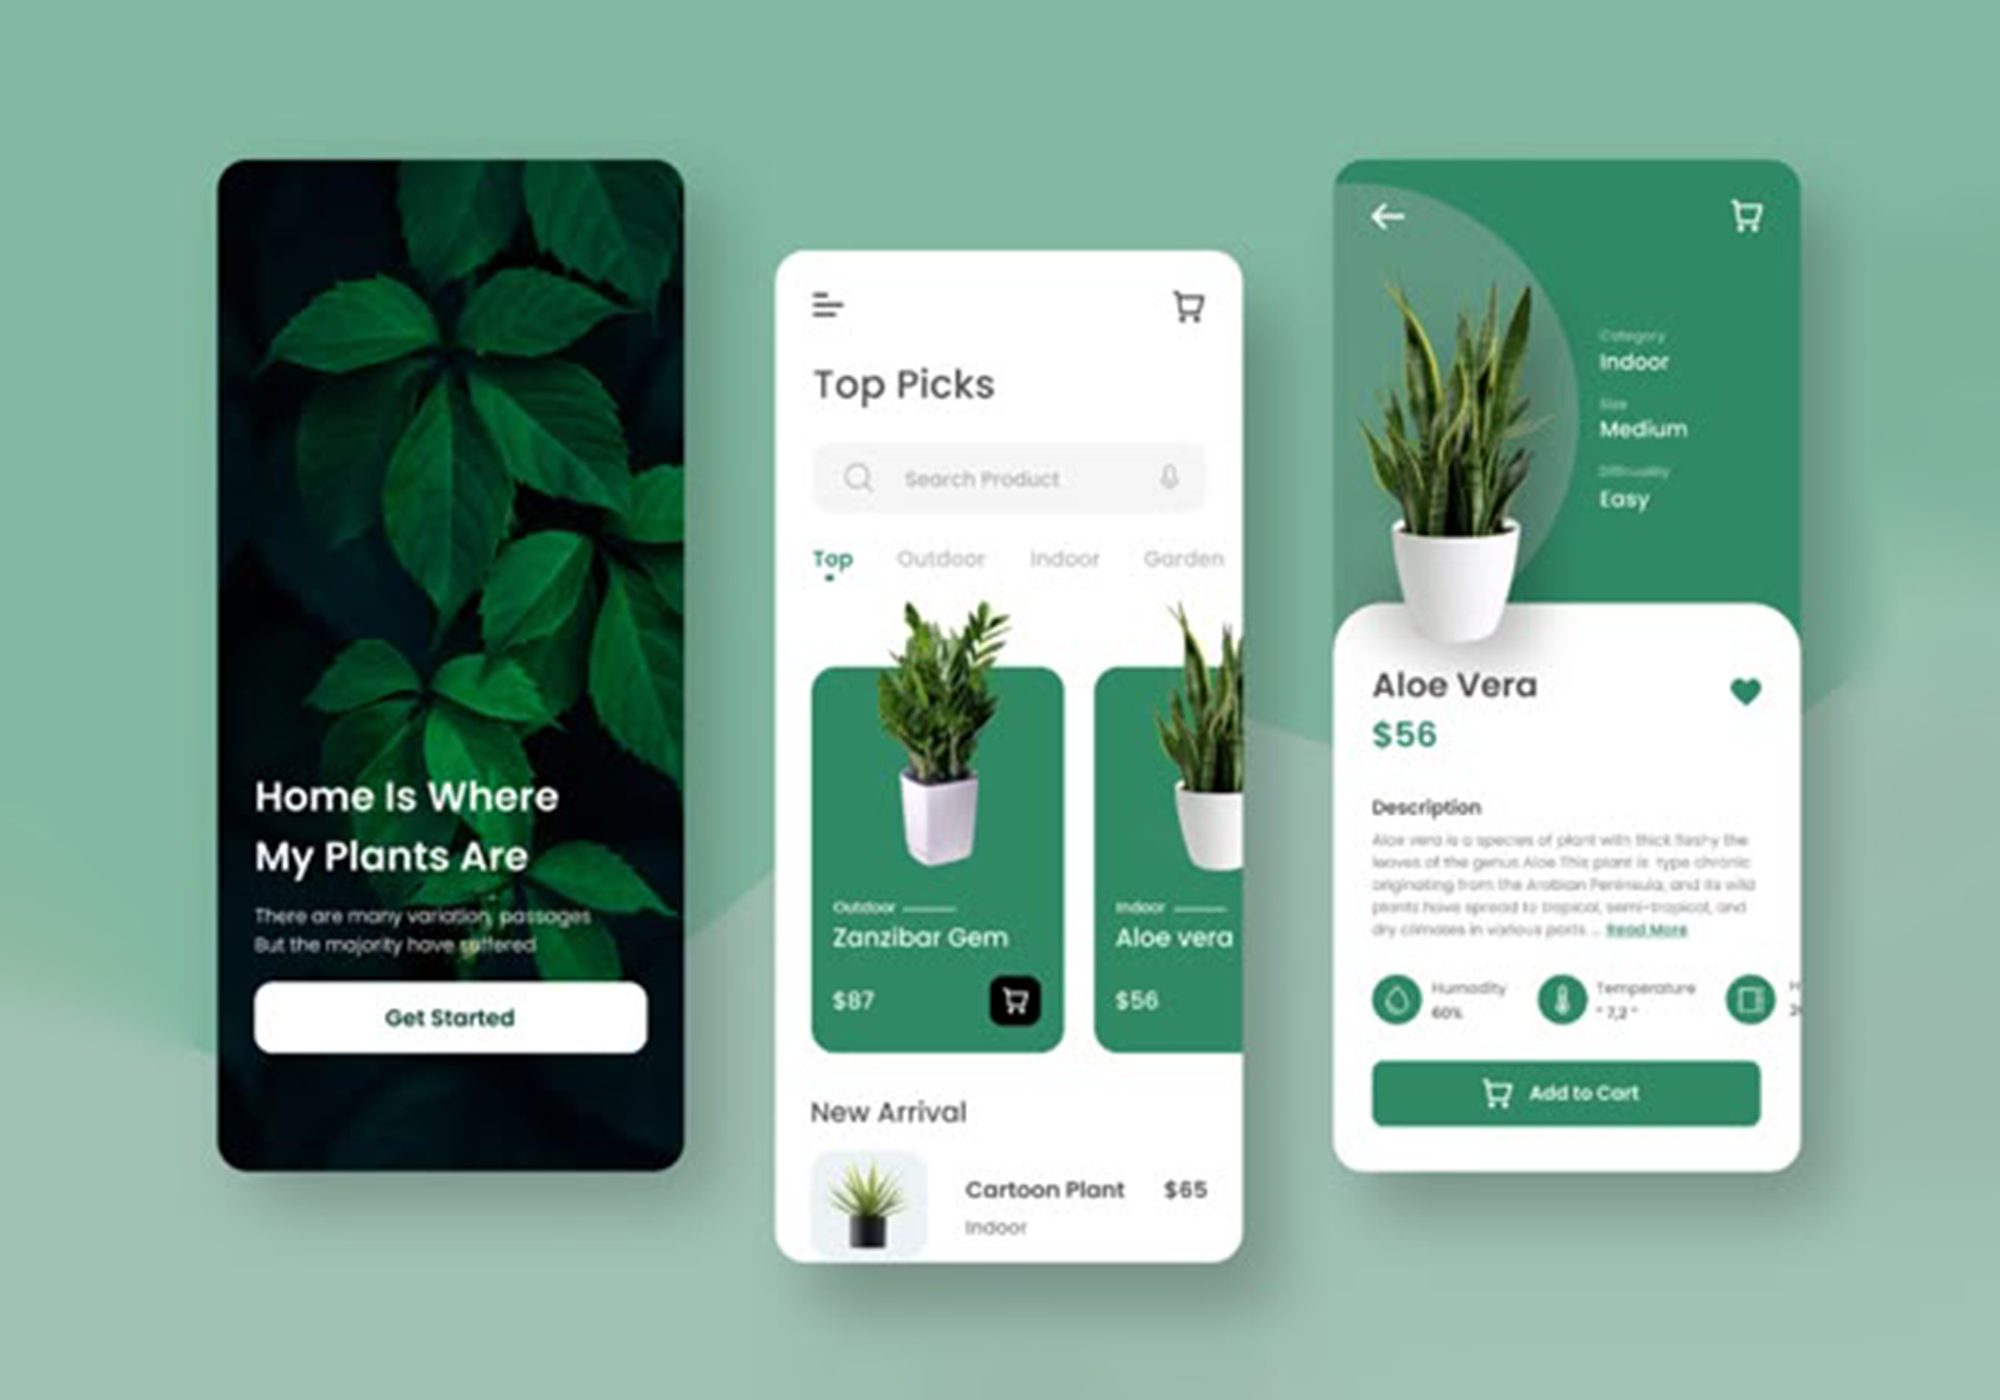 Home Is Where
My Plants Are
There are many variation, passages
But the majority have suffered
Get Started
Top Picks
Search Product
Top Outdoor Indoor Garden
Outdoor
Zanzibar Gem
$87
Indoor
Aloe vera
$56
New Arrival
Cartoon Plant $65
Indoor
Category
Indoor
Size
Medium
Easy
Aloe Vera
$56
Description
Aloe vera is a species of plant with thick fleshy the
leaves of the genus Aloe.This plant is type chronic
originating from the Arabian Peninsula, and its wild
plants have spread to tropical, semi-tropical, and
dry climates in various parts ... Read More
Humadity
60%
Temperature
Add to Cart